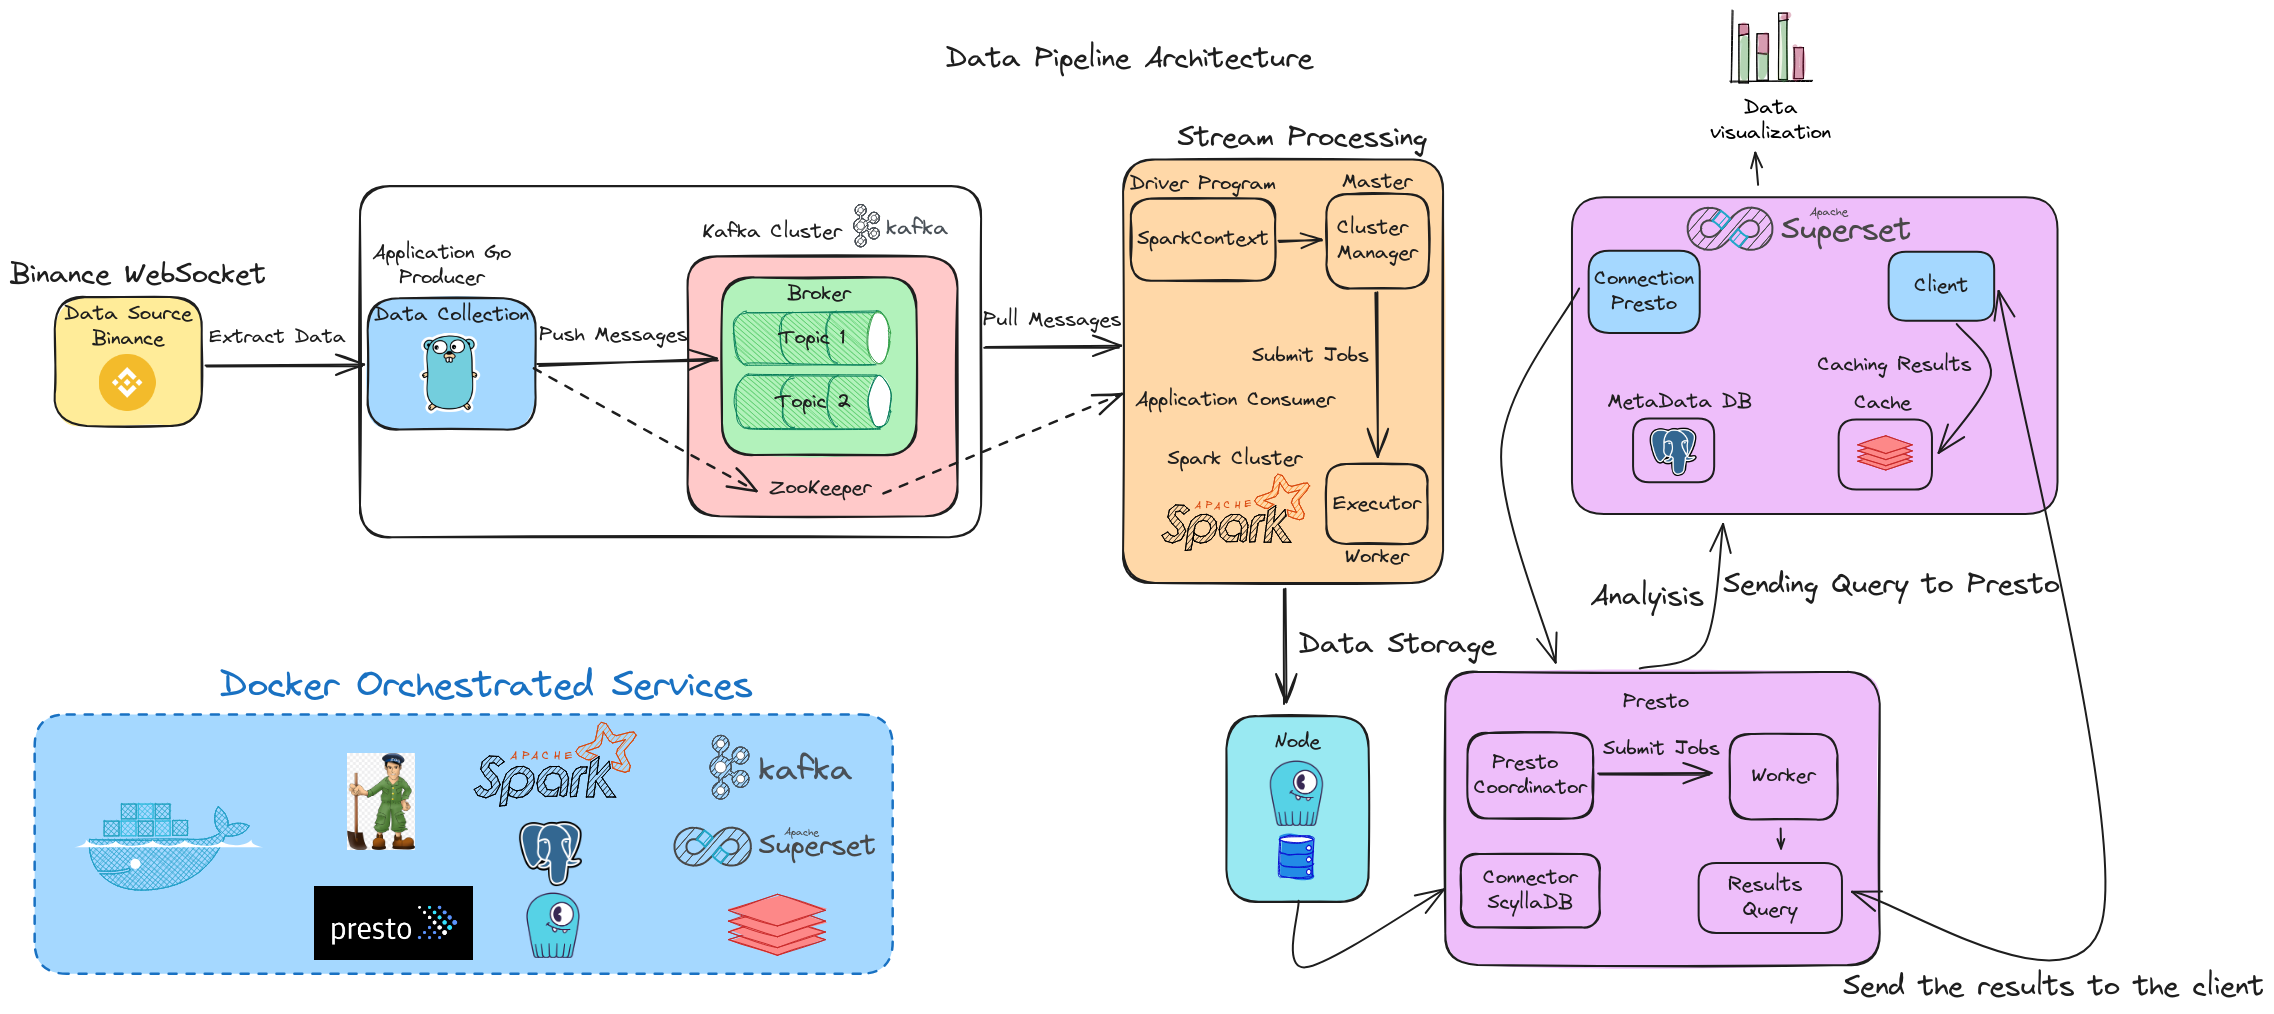 Data Pipeline Architecture
Data
visualization
Stream Processing
Driver Program
Master
SparkContext
Cluster
Manager
Submit Jobs
Application Consumer
Spark Cluster
APACHE
Spark
Executor
Worker
Binance WebSocket
Data Source
Binance
Extract Data
Application Go
Producer
Data Collection
Push Messages
Kafka Cluster
kafka
Broker
Topic 1
Topic 2
ZooKeeper
Pull Messages
Apache
Superset
Connection
Presto
Client
Caching Results
MetaData DB
Cache
Analyisis
Sending Query to Presto
Data Storage
Node
Presto
Presto
Coordinator
Submit Jobs
Worker
Connector
ScyllaDB
Results
Query
Send the results to the client
Docker Orchestrated Services
APACHE
Spark
kafka
Apache
Superset
presto